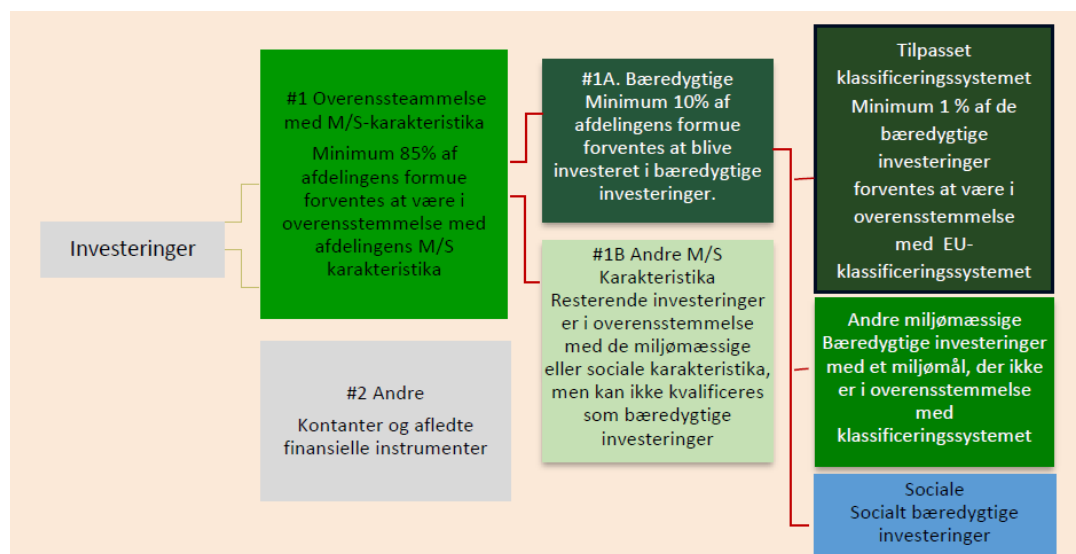 Investeringer
#1 Overenssteammelse
med M/S-karakteristika
Minimum 85% af
afdelingens formue
forventes at være i
overensstemmelse med
afdelingens M/S
karakteristika
#2 Andre
Kontanter og afledte
finansielle instrumenter
#1A. Bæredygtige
Minimum 10% af
afdelingens formue
forventes at blive
investeret i bæredygtige
investeringer.
#1B Andre M/S
Karakteristika
Resterende investeringer
er i overensstemmelse
med de miljømæssige
eller sociale karakteristika,
men kan ikke kvalificeres
som bæredygtige
investeringer
Tilpasset
klassificeringssystemet
Minimum 1 % af de
bæredygtige
investeringer
forventes at være i
overensstemmelse
med EU-
klassificeringssystemet
Andre miljømæssige
Bæredygtige investeringer
med et miljømål, der ikke
er i overensstemmelse
med
klassificeringssystemet
Sociale
Socialt bæredygtige
investeringer